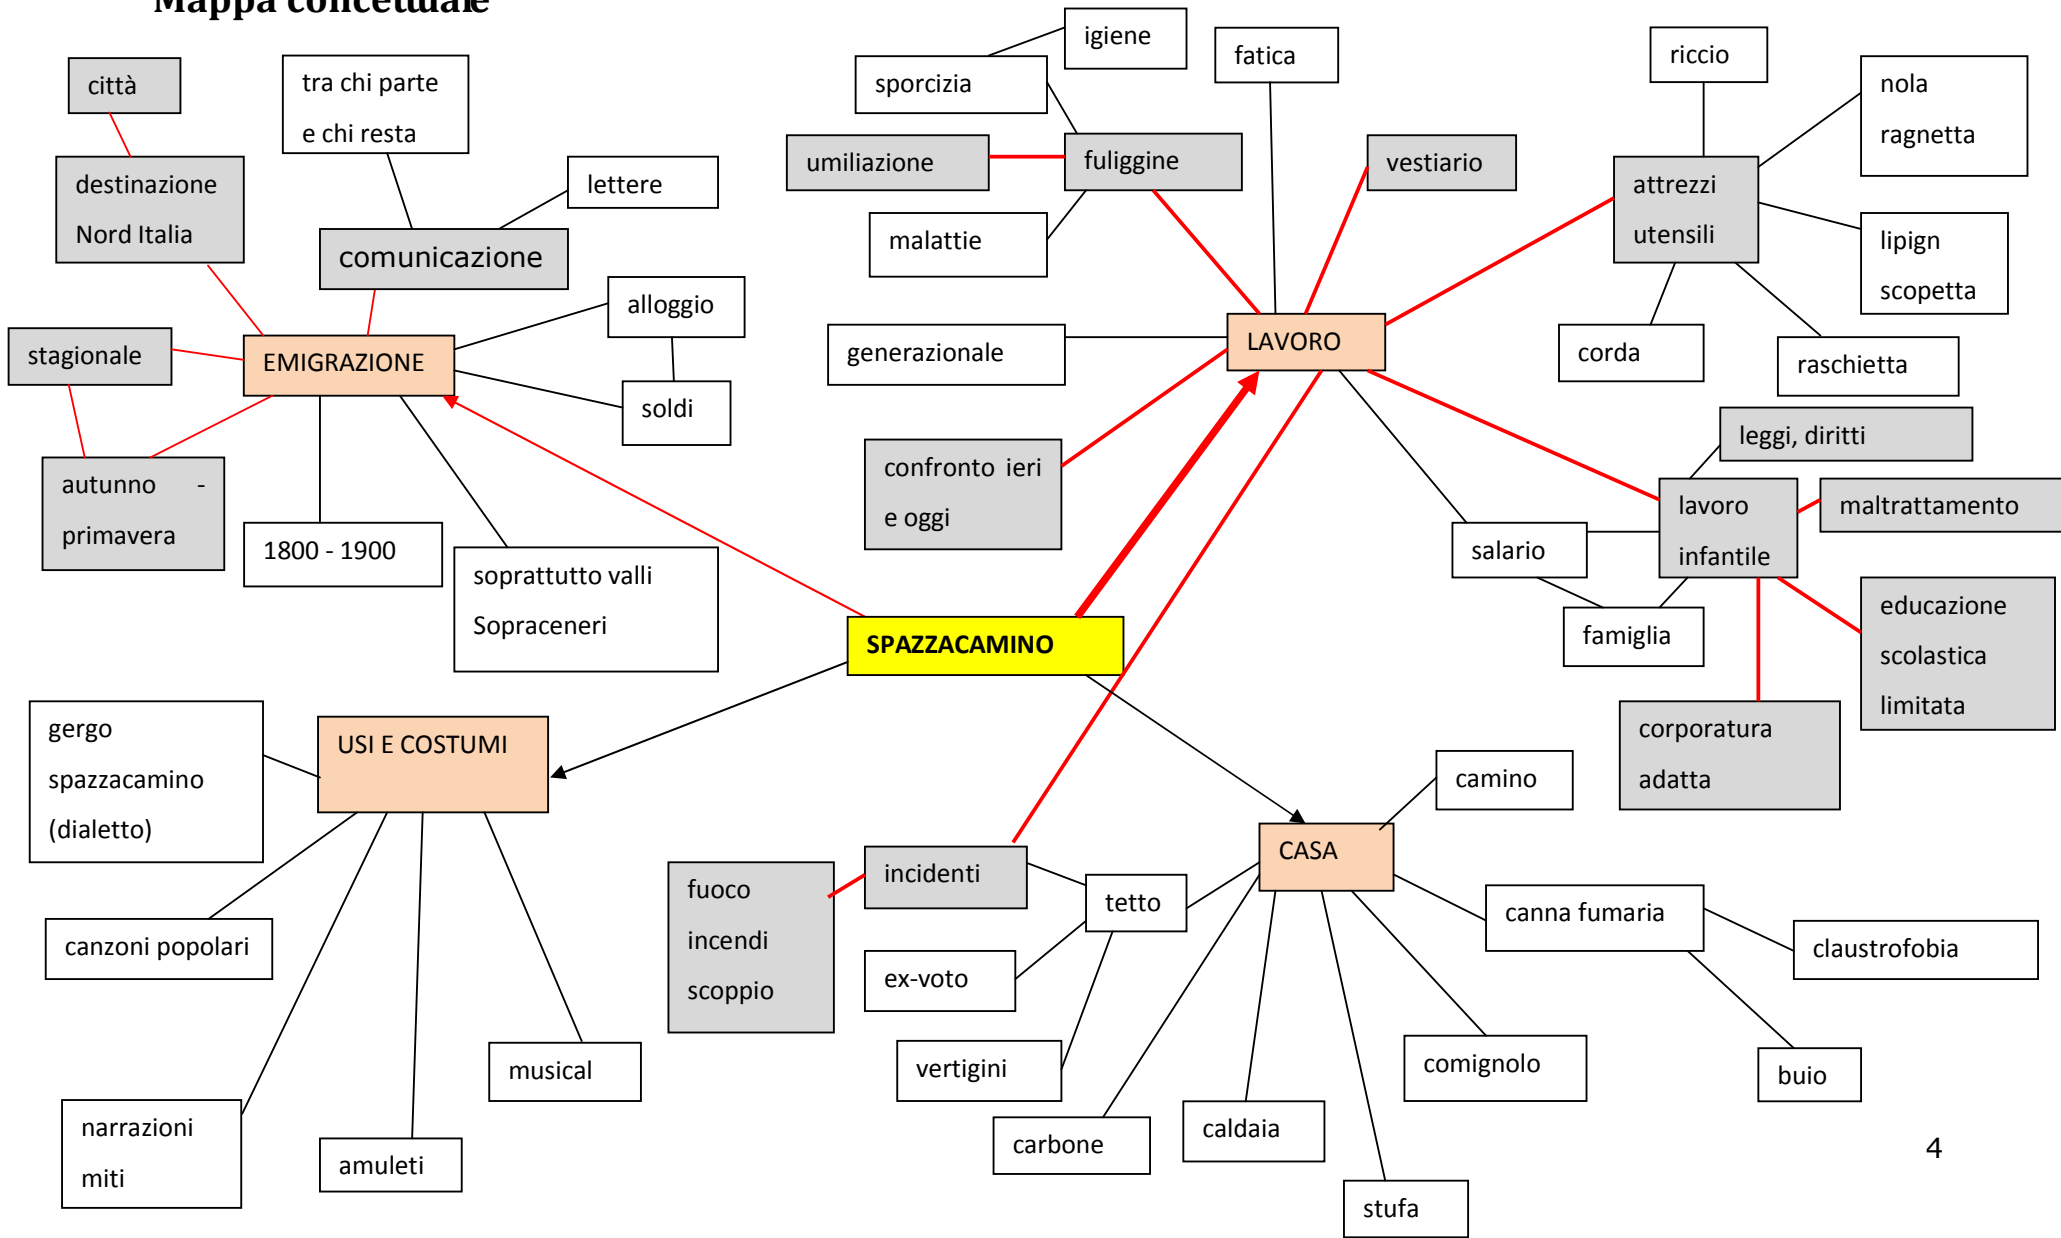 Mappa concettuale
igiene
fatica
riccio
città
tra chi parte
e chi resta
sporcizia
nola
ragnetta
umiliazione
fuliggine
vestiario
destinazione
Nord Italia
lettere
attrezzi
utensili
comunicazione
malattie
lipign
scopetta
alloggio
stagionale
EMIGRAZIONE
generazionale
LAVORO
corda
raschietta
soldi
leggi, diritti
autunno -
primavera
confronto ieri
e oggi
lavoro
infantile
maltrattamento
1800 - 1900
soprattutto valli
Sopraceneri
salario
famiglia
educazione
scolastica
limitata
SPAZZACAMINO
gergo
spazzacamino
(dialetto)
USI E COSTUMI
corporatura
adatta
camino
CASA
fuoco
incendi
scoppio
incidenti
tetto
canna fumaria
canzoni popolari
claustrofobia
ex-voto
musical
vertigini
comignolo
buio
narrazioni
miti
amuleti
carbone
caldaia
stufa
4